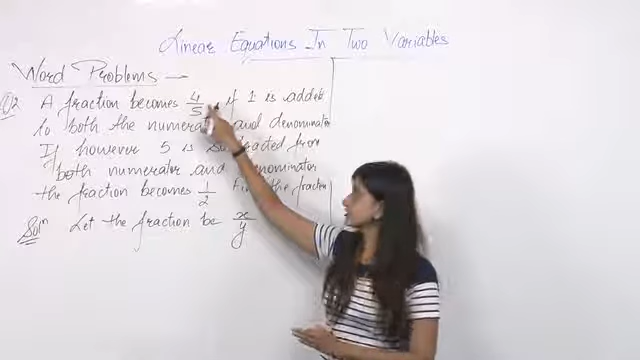 Linear Equations In Two Variables
Word Problems —
Q2 A fraction becomes 4/5, if 1 is added
to both the numerator and denominator
If however 5 is subtracted from
both numerator and denominator
the fraction becomes 1/2 Find the fraction
Soln Let the fraction be x/y